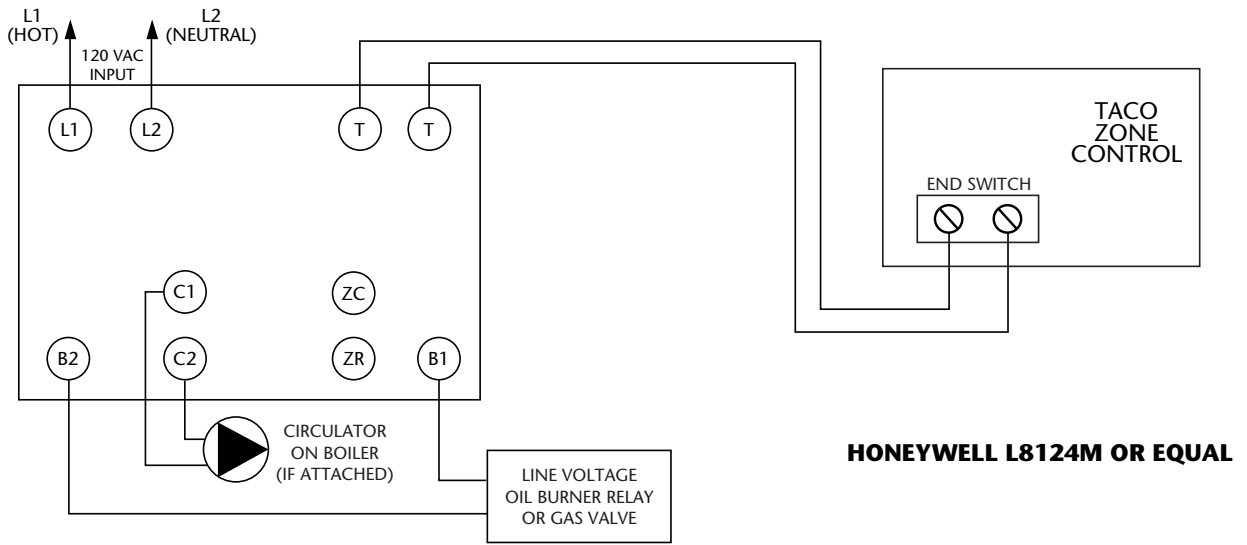 L1
(HOT)
L2
(NEUTRAL)
120 VAC
INPUT
L1
L2
T
T
TACO
ZONE
CONTROL
END SWITCH
C1
ZC
B2
C2
ZR
B1
CIRCULATOR
ON BOILER
(IF ATTACHED)
LINE VOLTAGE
OIL BURNER RELAY
OR GAS VALVE
HONEYWELL L8124M OR EQUAL